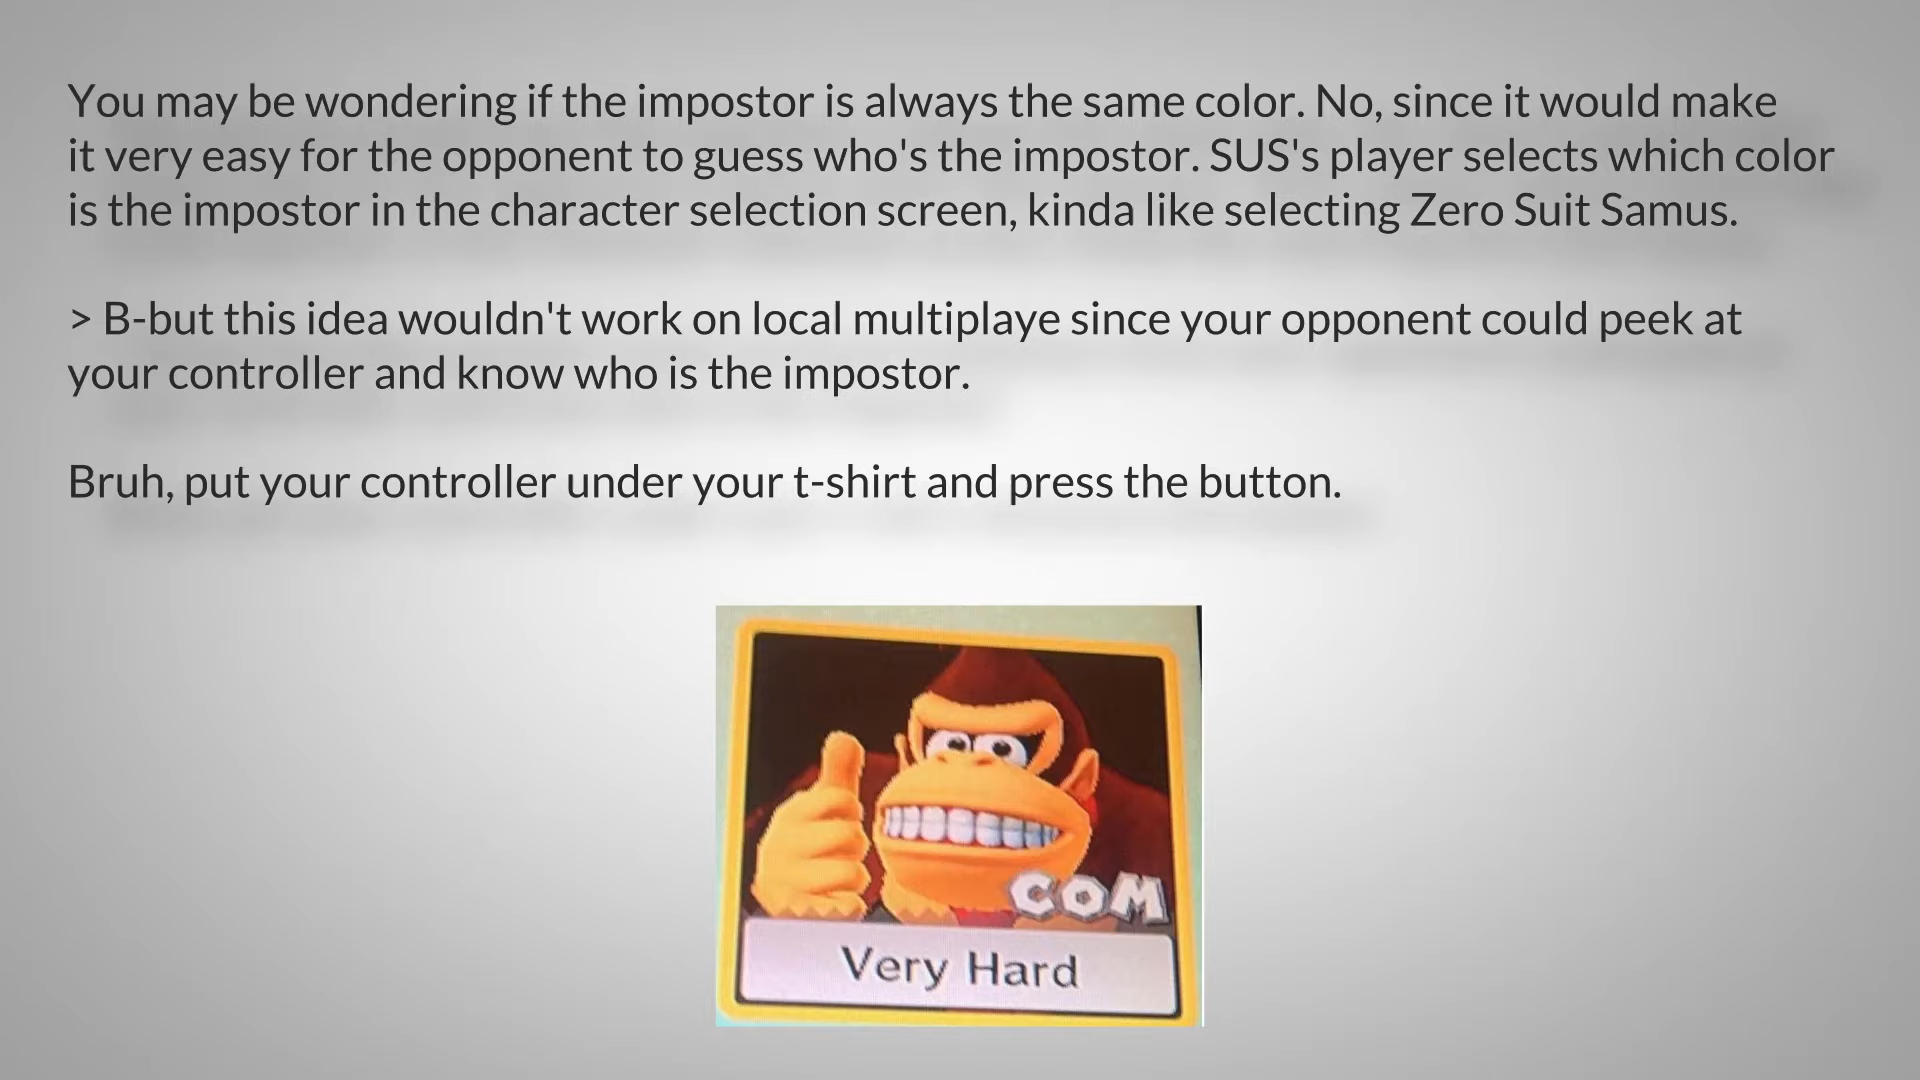 You may be wondering if the impostor is always the same color. No, since it would make
it very easy for the opponent to guess who's the impostor. SUS's player selects which color
is the impostor in the character selection screen, kinda like selecting Zero Suit Samus.
> B-but this idea wouldn't work on local multiplaye since your opponent could peek at
your controller and know who is the impostor.
Bruh, put your controller under your t-shirt and press the button.
COM
Very Hard